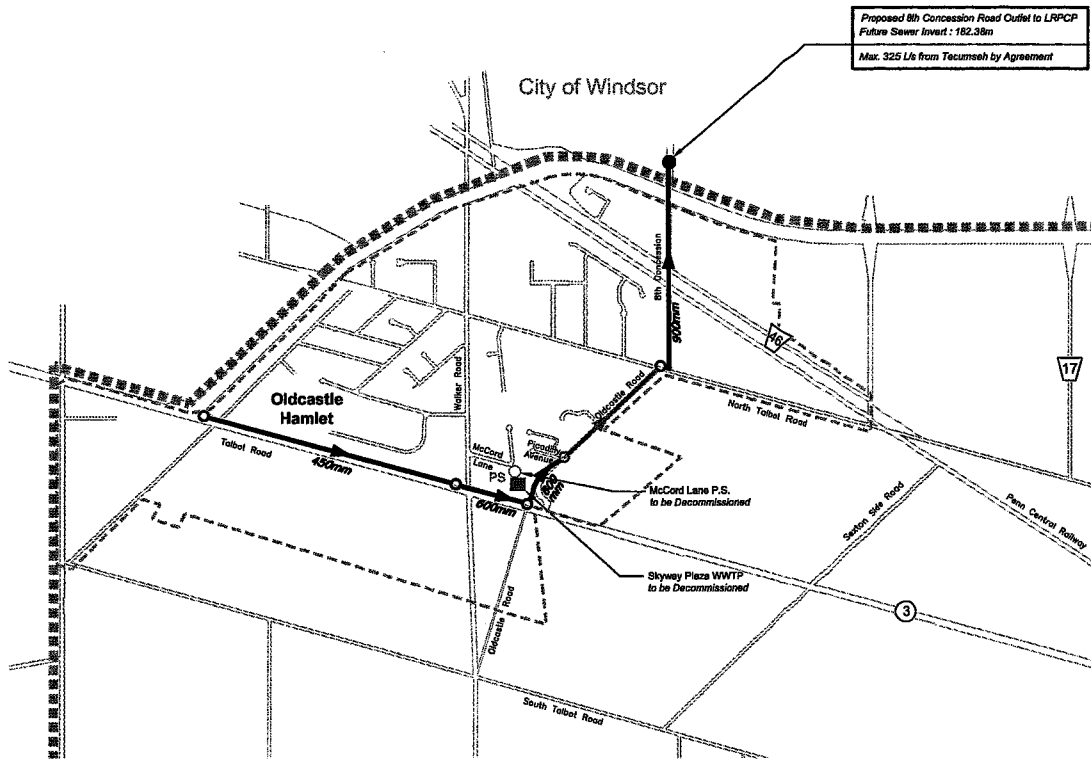 Proposed 8th Concession Road Outlet to LRPCP
Future Sewer Invert : 182.38m
Max. 325 L/s from Tecumseh by Agreement
City of Windsor
8th Concession
900mm
46
17
Oldcastle
Hamlet
Walker Road
Oldcastle Road
North Talbot Road
Talbot Road
450mm
McCord
Lane
PS
Picadilly
Avenue
600mm
mm
McCord Lane P.S.
to be Decommissioned
Sexton Side Road
Penn Central Railway
Skyway Plaza WWTP
to be Decommissioned
Oldcastle Road
3
South Talbot Road